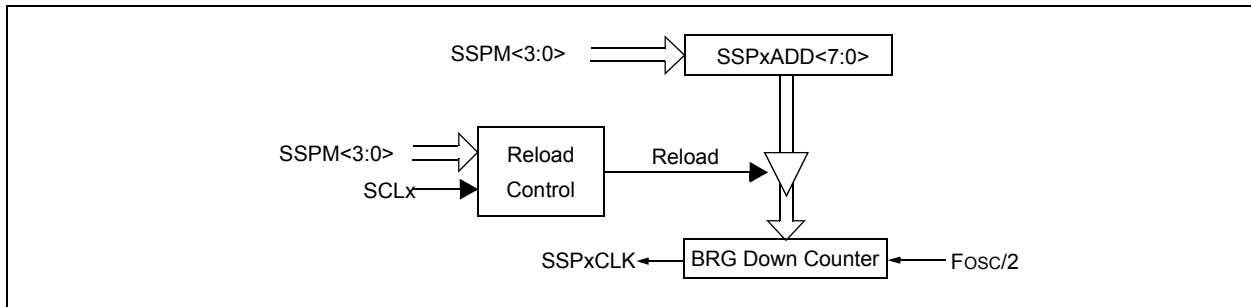 SSPM<3:0>
SSPxADD<7:0>
SSPM<3:0>
Reload
Control
Reload
SCLx
SSPxCLK
BRG Down Counter
FOSC/2